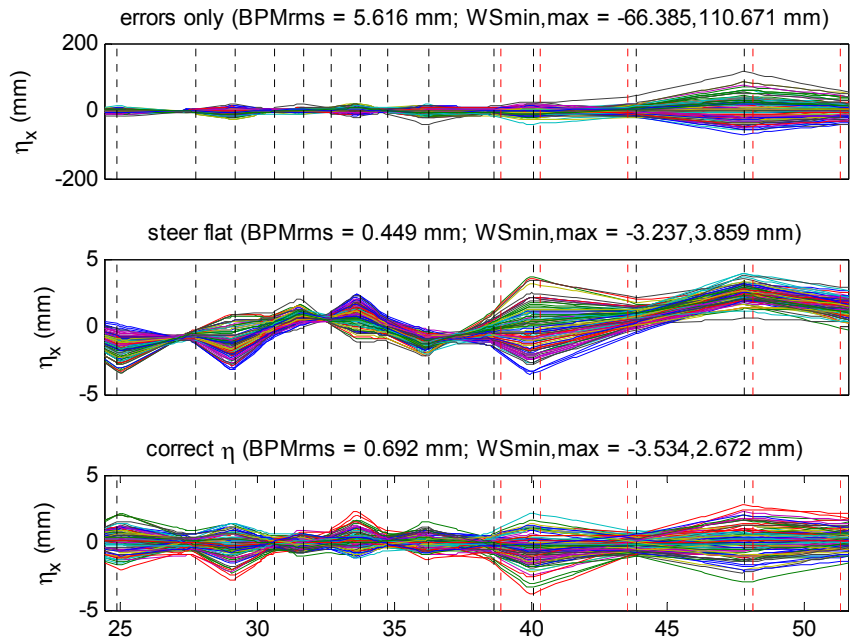 errors only (BPMrms = 5.616 mm; WSmin,max = -66.385,110.671 mm)
200
0
-200
ηx (mm)
steer flat (BPMrms = 0.449 mm; WSmin,max = -3.237,3.859 mm)
5
0
-5
ηx (mm)
correct η (BPMrms = 0.692 mm; WSmin,max = -3.534,2.672 mm)
5
0
-5
ηx (mm)
25 30 35 40 45 50